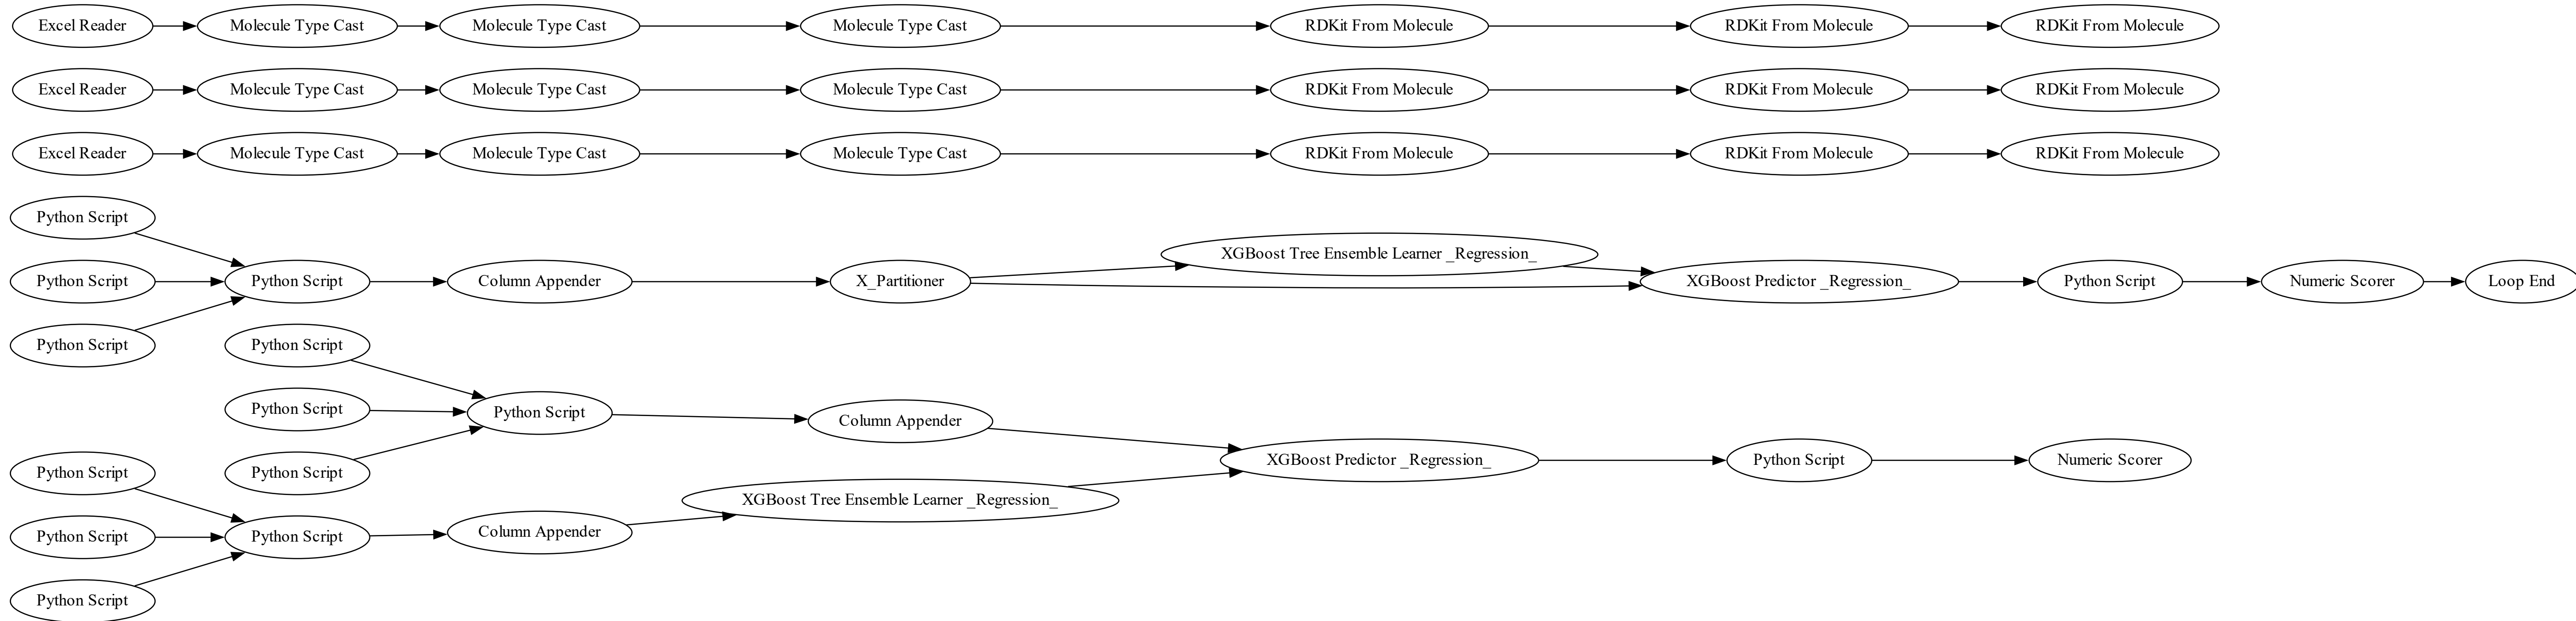 Excel Reader Molecule Type Cast Molecule Type Cast Molecule Type Cast RDKit From Molecule RDKit From Molecule RDKit From Molecule
Excel Reader Molecule Type Cast Molecule Type Cast Molecule Type Cast RDKit From Molecule RDKit From Molecule RDKit From Molecule
Excel Reader Molecule Type Cast Molecule Type Cast Molecule Type Cast RDKit From Molecule RDKit From Molecule RDKit From Molecule
Python Script
XGBoost Tree Ensemble Learner _Regression_
Python Script Python Script Column Appender X_Partitioner XGBoost Predictor _Regression_ Python Script Numeric Scorer Loop End
Python Script Python Script
Python Script Python Script Column Appender
XGBoost Predictor _Regression_ Python Script Numeric Scorer
Python Script Python Script
XGBoost Tree Ensemble Learner _Regression_
Python Script Python Script Column Appender
Python Script